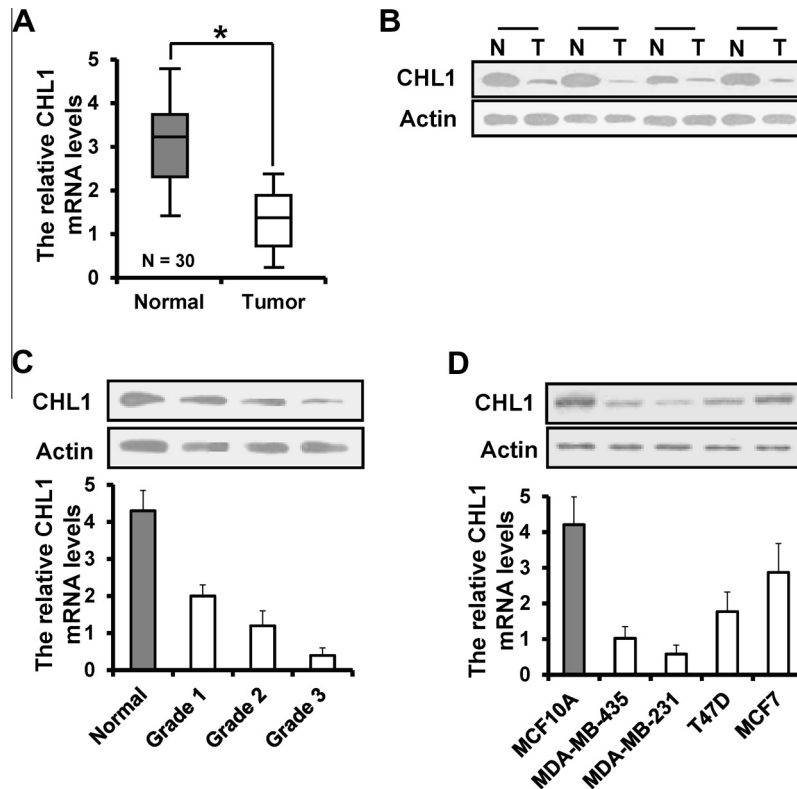 A
The relative CHL1
mRNA levels
5
4
3
2
1
0
*
N = 30
Normal
Tumor
B
N T N T N T N T
CHL1
Actin
C
CHL1
Actin
The relative CHL1
mRNA levels
5
4
3
2
1
0
Normal
Grade 1
Grade 2
Grade 3
D
CHL1
Actin
The relative CHL1
mRNA levels
5
4
3
2
1
0
MCF10A
MDA-MB-435
MDA-MB-231
T47D
MCF7